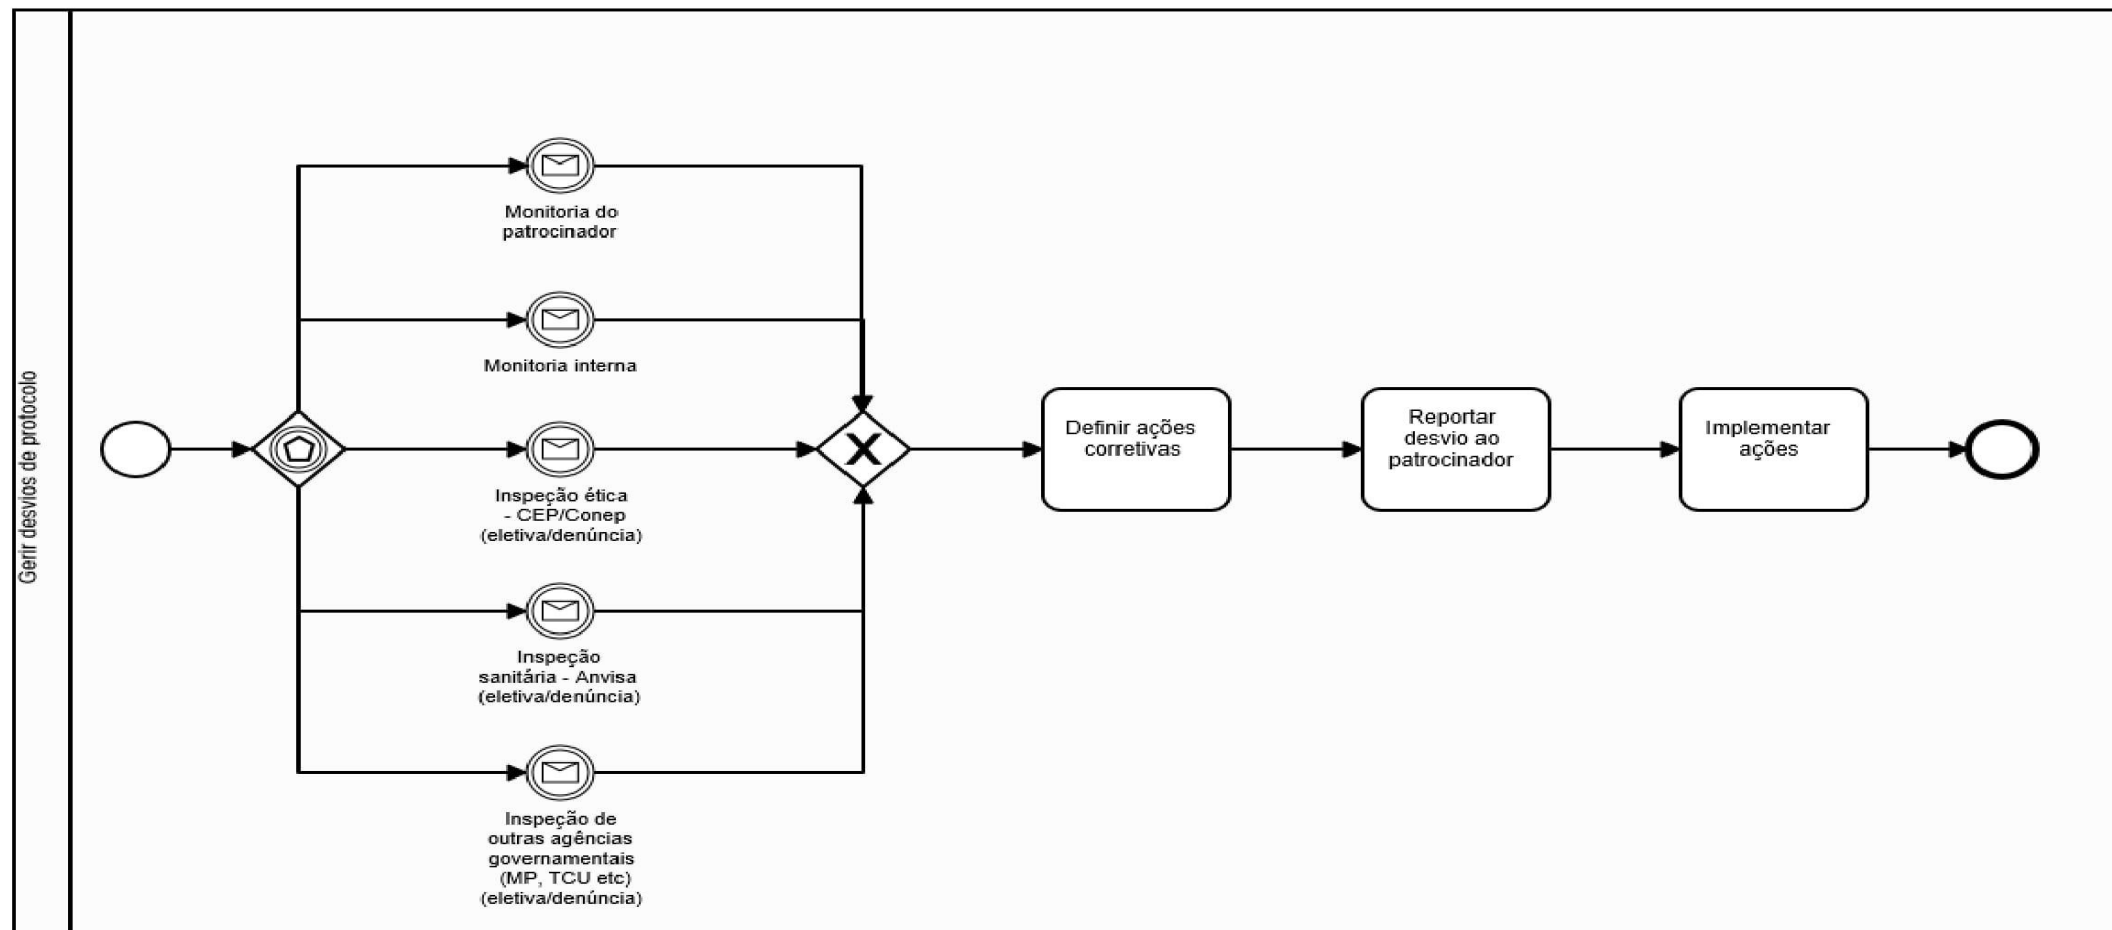 Gerir desvios de protocolo
Monitoria do
patrocinador
Monitoria interna
Inspeção ética
- CEP/Conep
(eletiva/denúncia)
Inspeção
sanitária - Anvisa
(eletiva/denúncia)
Inspeção de
outras agências
governamentais
(MP, TCU etc)
(eletiva/denúncia)
Definir ações
corretivas
Reportar
desvio ao
patrocinador
Implementar
ações